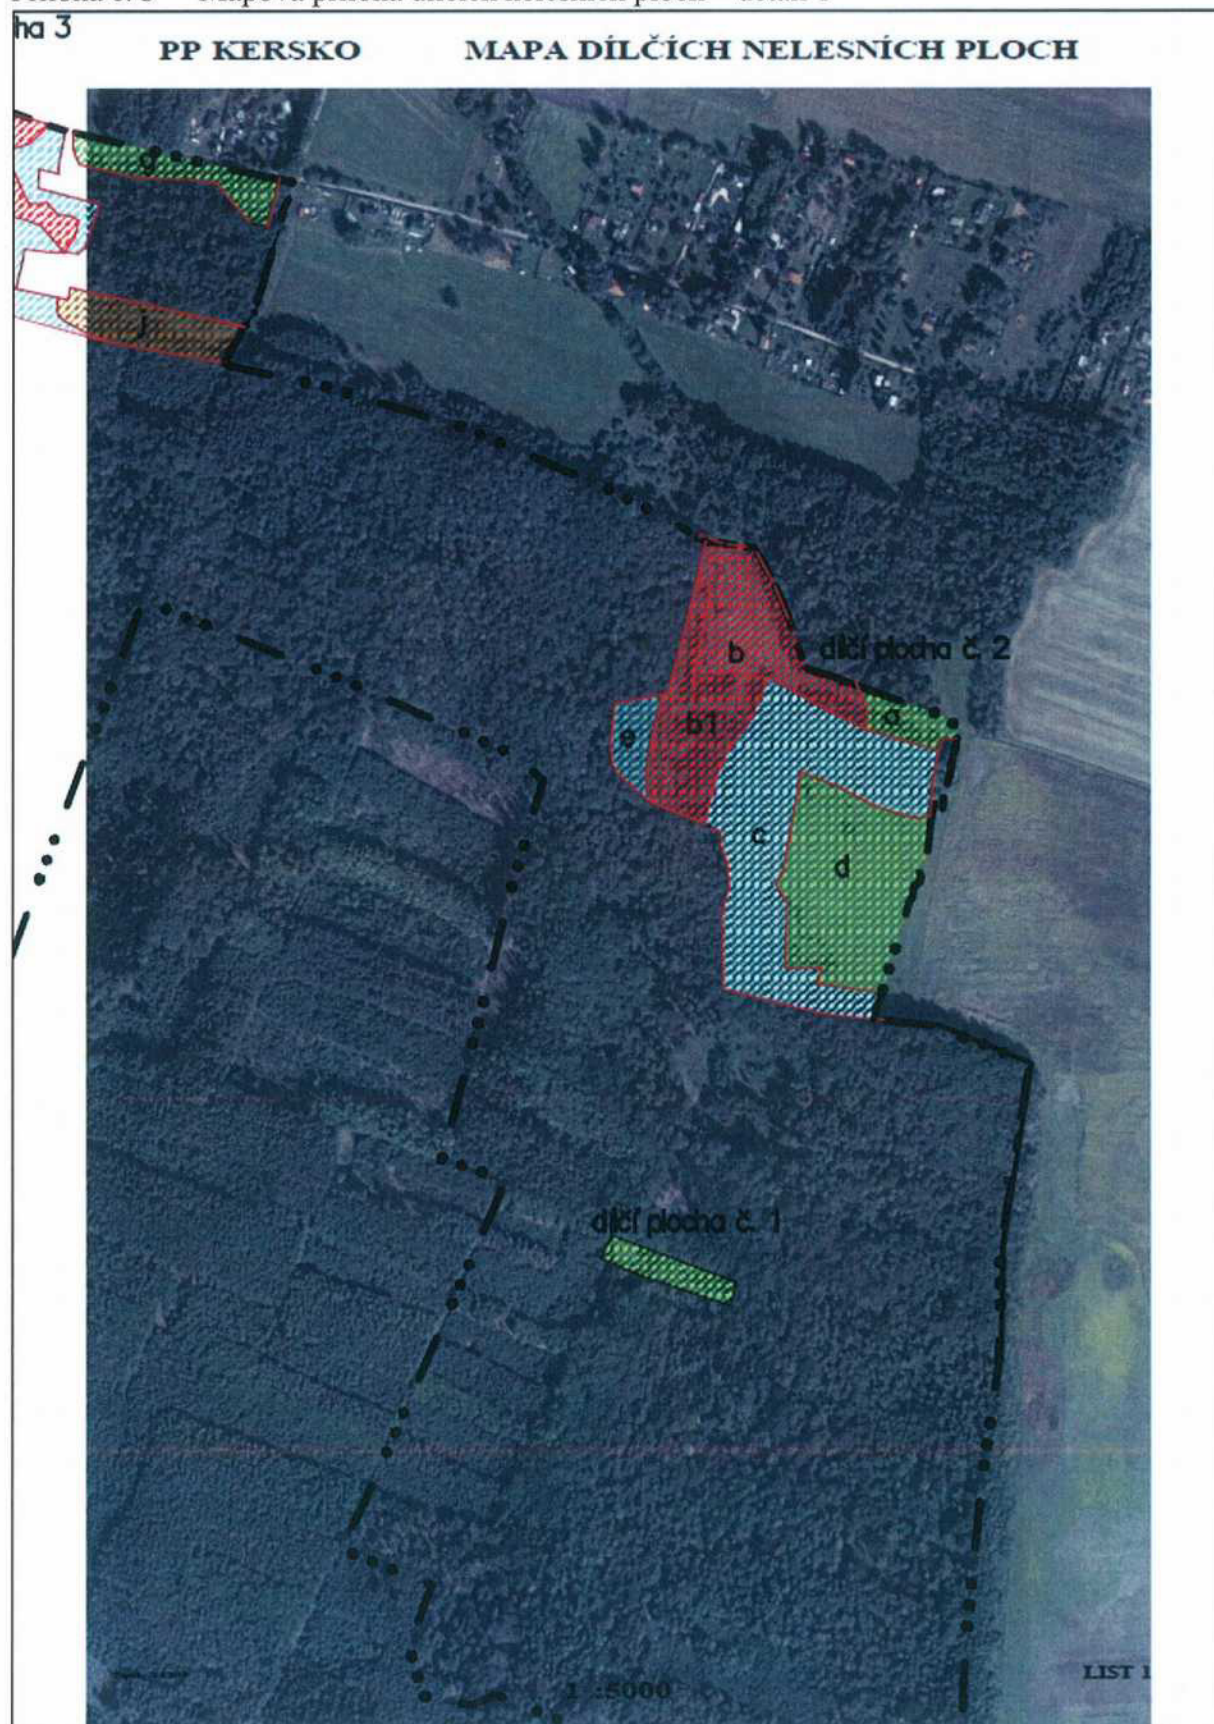 ha 3
PP KERSKO MAPA DÍLČÍCH NELESNÍCH PLOCH
g
j
b
dílčí plocha č. 2
a
b1
e
c
d
dílčí plocha č. 1
LIST 1
1 :5000